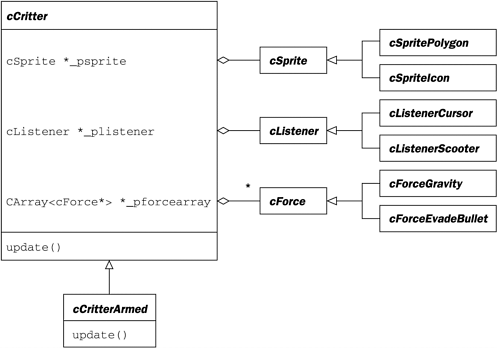 cCritter
cSprite *_psprite
cSprite
cSpritePolygon
cSpriteIcon
cListener *_plistener
cListener
cListenerCursor
cListenerScooter
CArray<cForce*> *_pforcearray
*
cForce
cForceGravity
cForceEvadeBullet
update()
cCritterArmed
update()